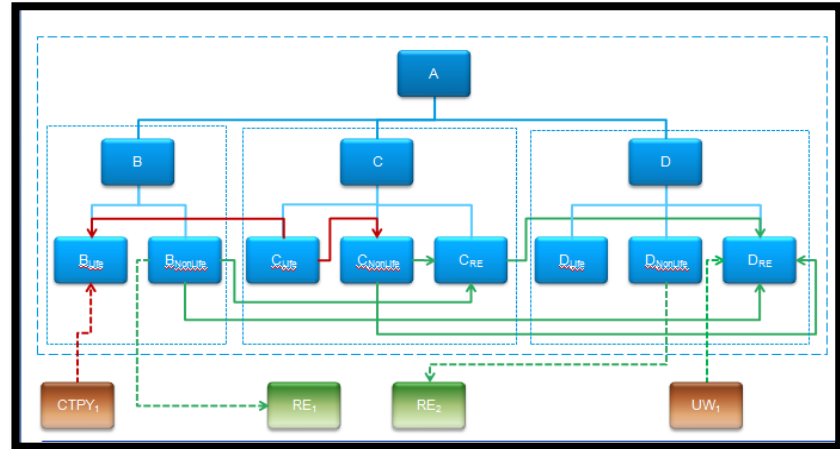 A
B
C
D
BLife
BNonLife
CLife
CNonLife
CRE
DLife
DNonLife
DRE
CTPY1
RE1
RE2
UW1